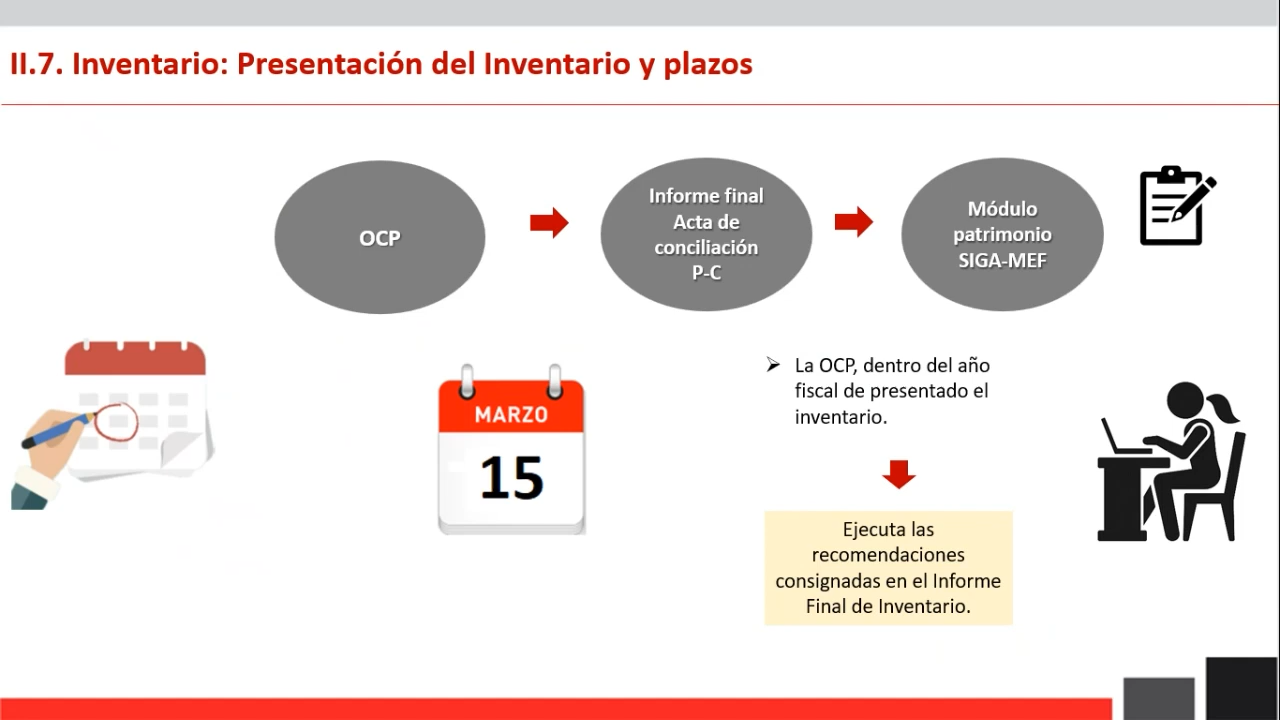 II.7. Inventario: Presentación del Inventario y plazos
OCP
Informe final
Acta de
conciliación
P-C
Módulo
patrimonio
SIGA-MEF
MARZO
15
➢ La OCP, dentro del año
fiscal de presentado el
inventario.
Ejecuta las
recomendaciones
consignadas en el Informe
Final de Inventario.